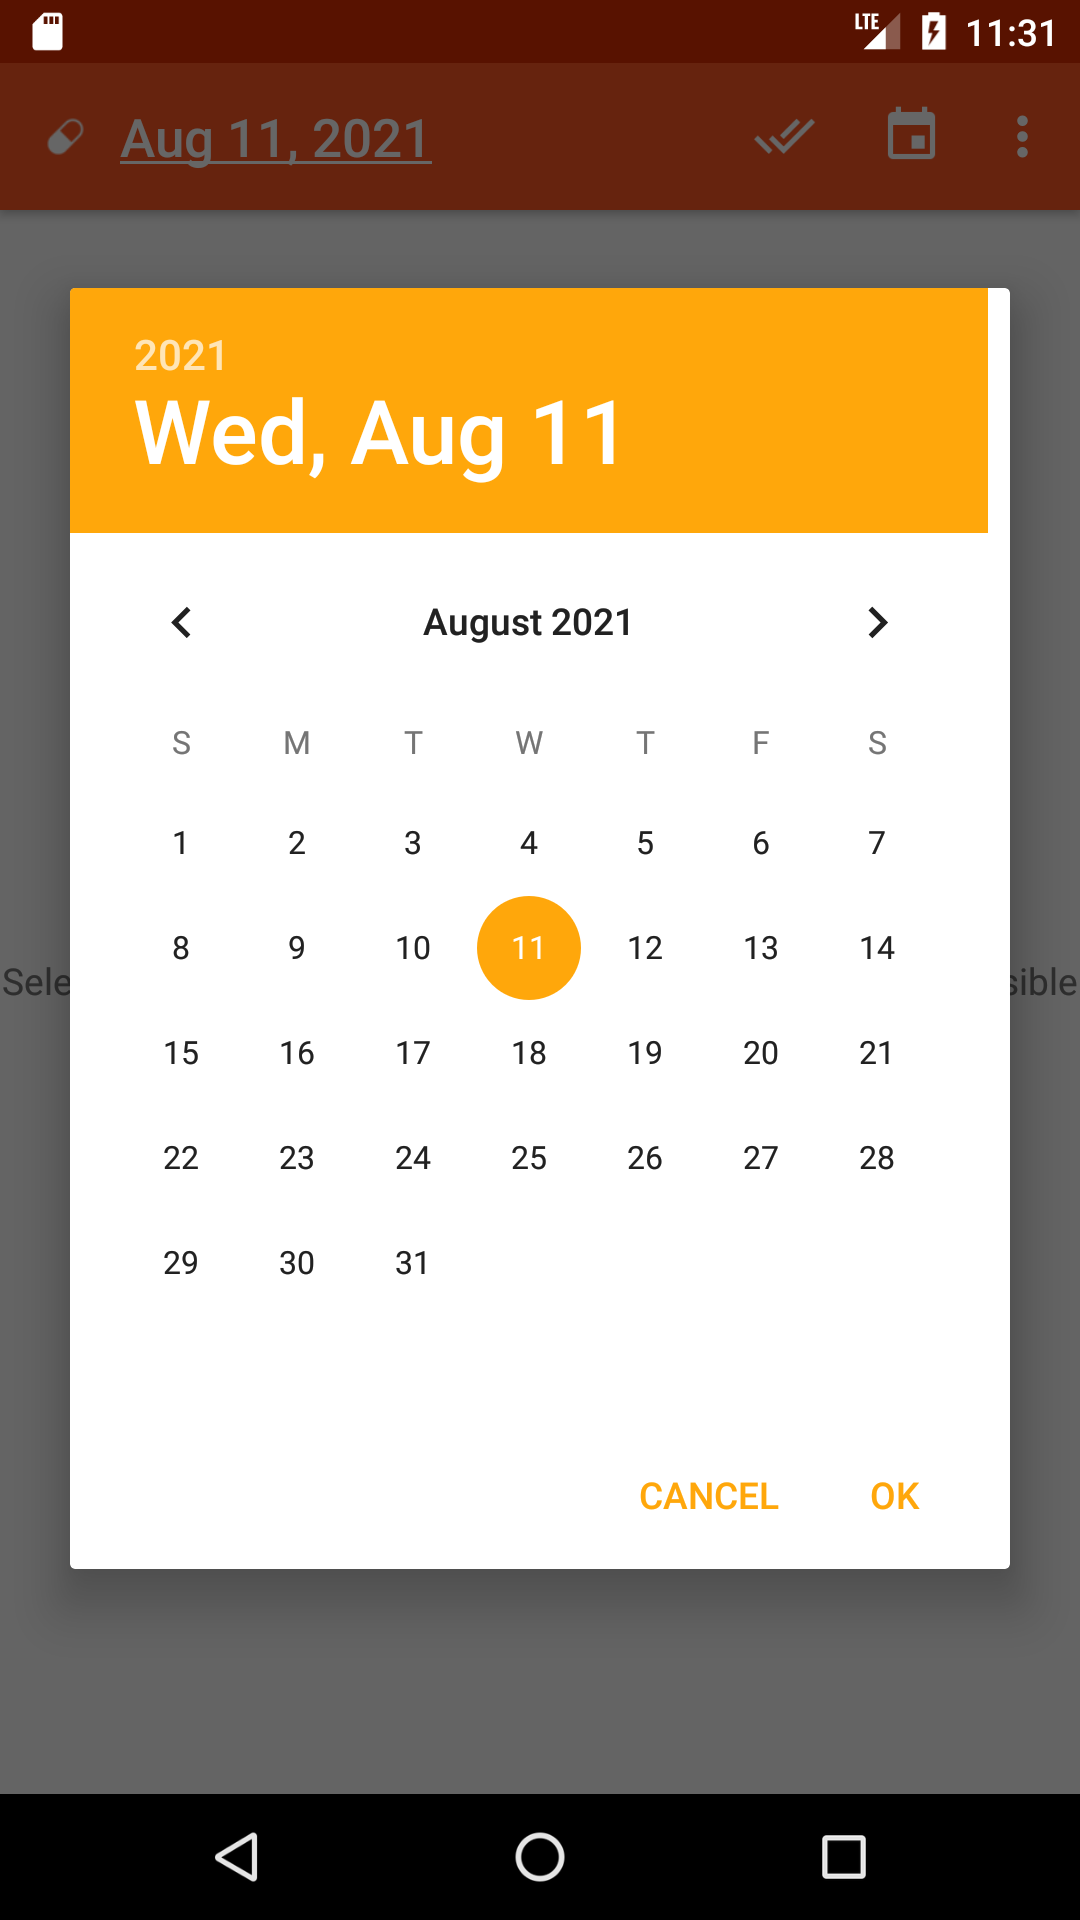 LTE 11:31
Aug 11, 2021
2021
Wed, Aug 11
August 2021
S M T W T F S
1 2 3 4 5 6 7
8 9 10 11 12 13 14
Sele sible
15 16 17 18 19 20 21
22 23 24 25 26 27 28
29 30 31
CANCEL OK